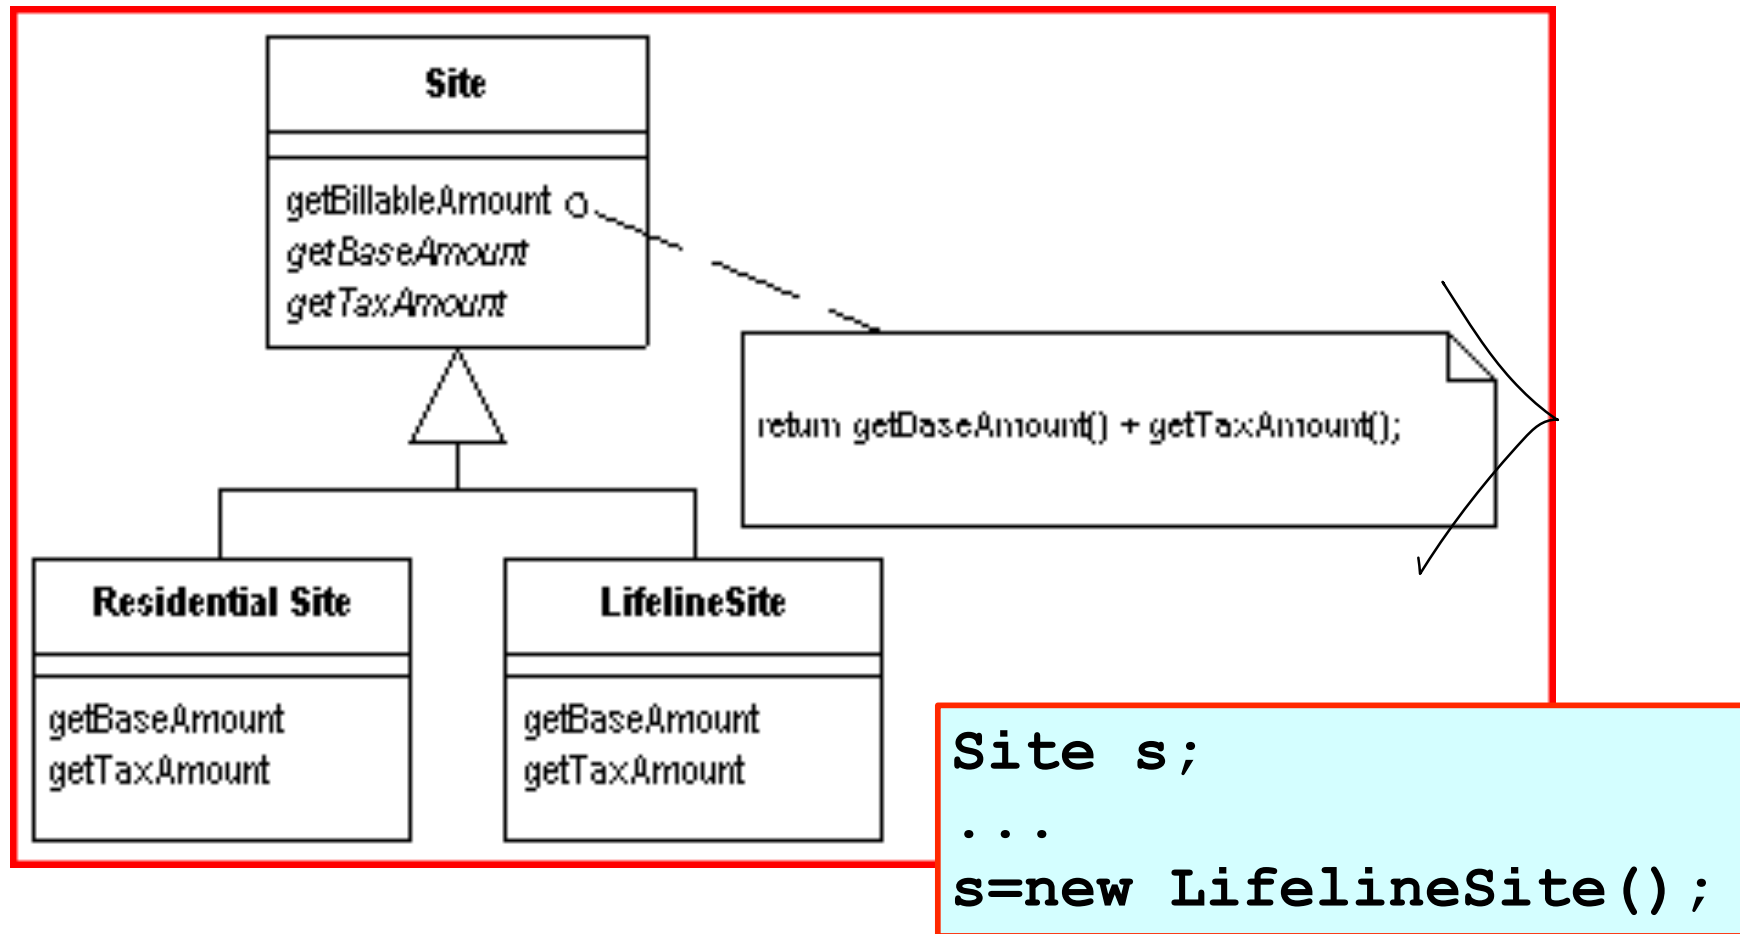 Site
getBillableAmount
getBaseAmount
getTaxAmount
return getBaseAmount() + getTaxAmount();
Residential Site
getBaseAmount
getTaxAmount
LifelineSite
getBaseAmount
getTaxAmount
Site s;
...
s=new LifelineSite();